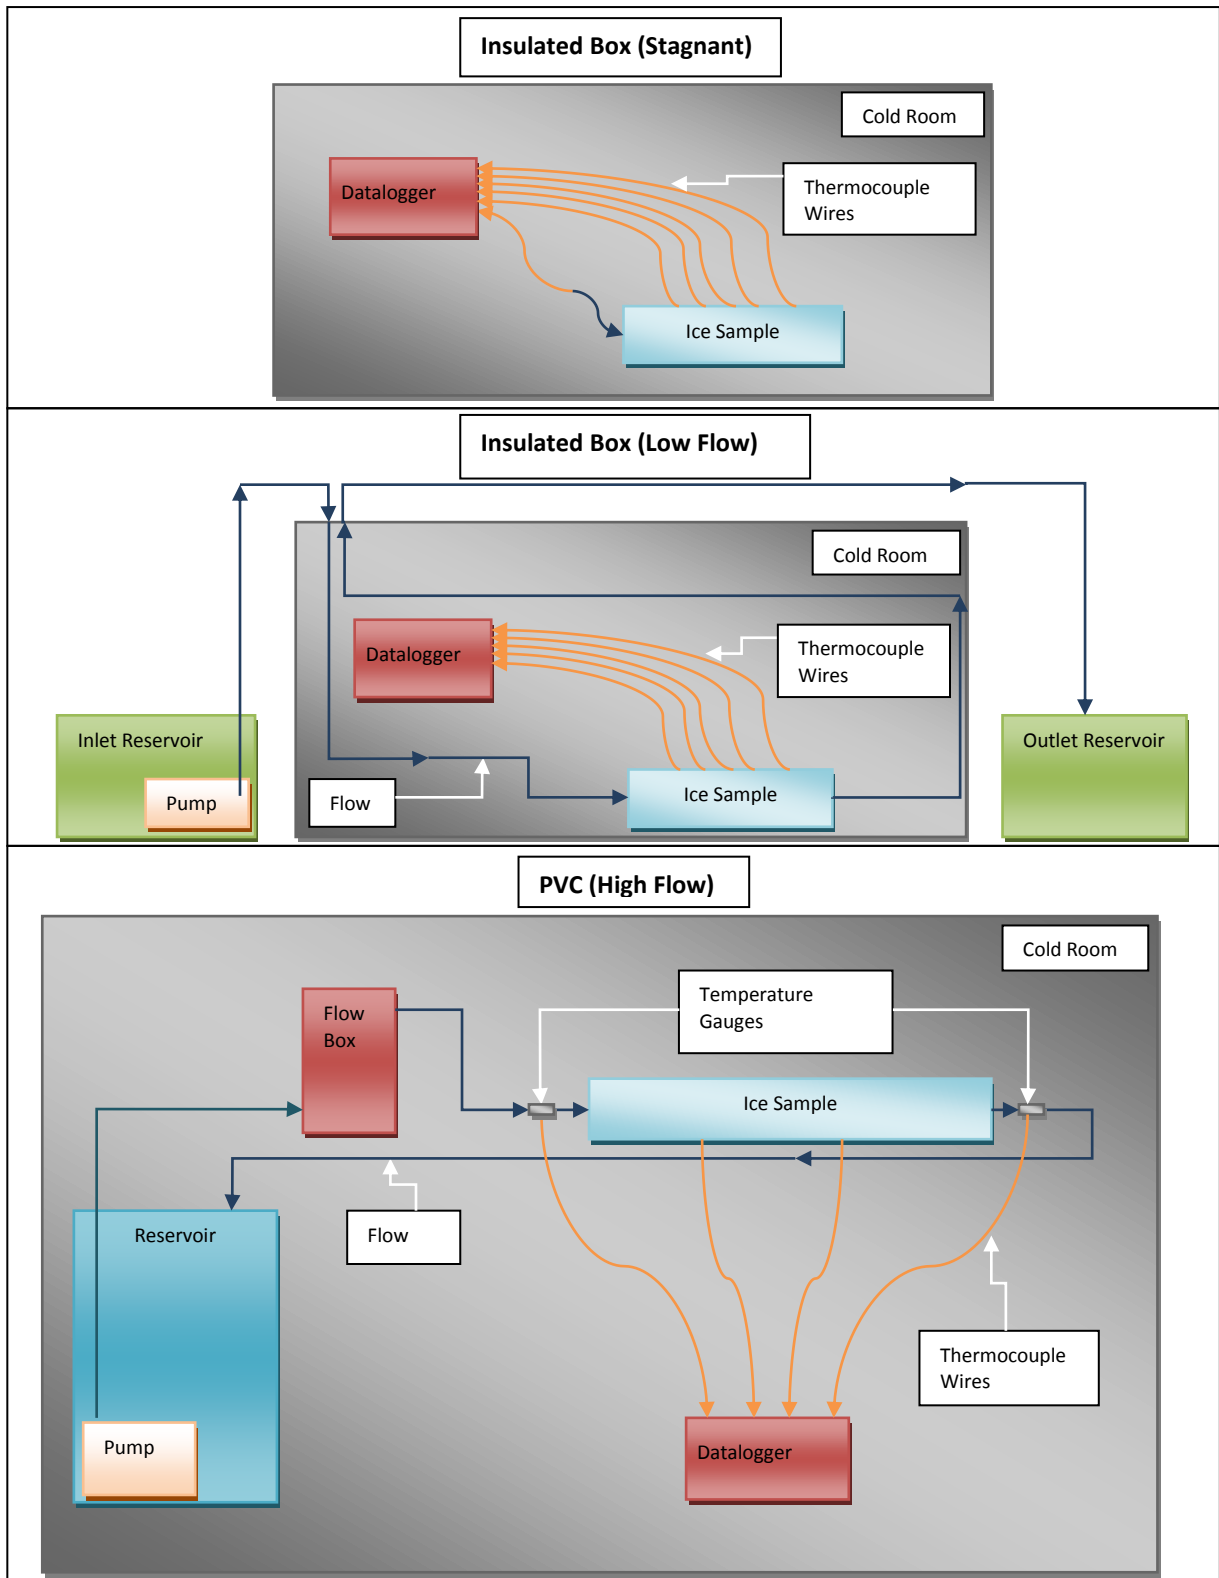 Insulated Box (Stagnant)
Cold Room
Datalogger
Thermocouple
Wires
Ice Sample
Insulated Box (Low Flow)
Cold Room
Datalogger
Thermocouple
Wires
Inlet Reservoir
Pump
Flow
Ice Sample
Outlet Reservoir
PVC (High Flow)
Cold Room
Temperature
Gauges
Flow
Box
Ice Sample
Reservoir
Flow
Thermocouple
Wires
Pump
Datalogger